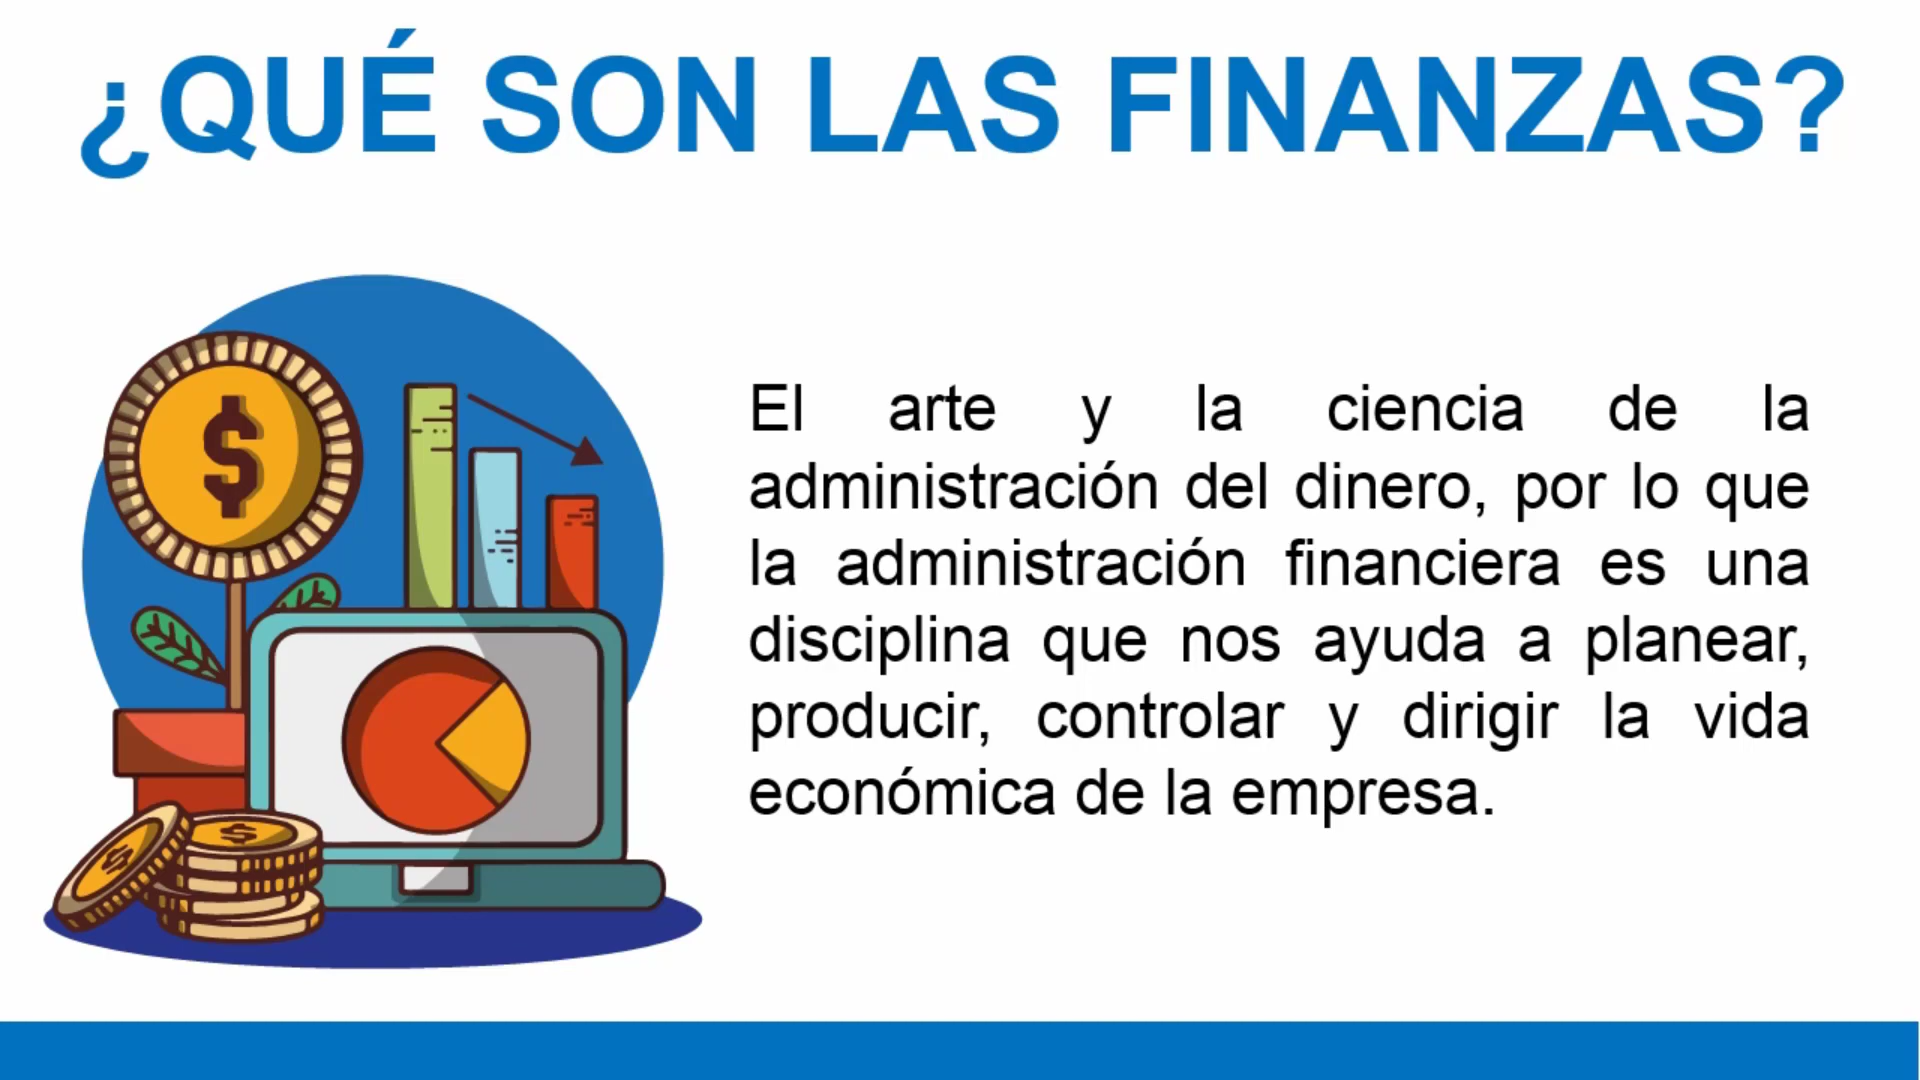 ¿QUÉ SON LAS FINANZAS?
El arte y la ciencia de la
administración del dinero, por lo que
la administración financiera es una
disciplina que nos ayuda a planear,
producir, controlar y dirigir la vida
económica de la empresa.
$
$
$